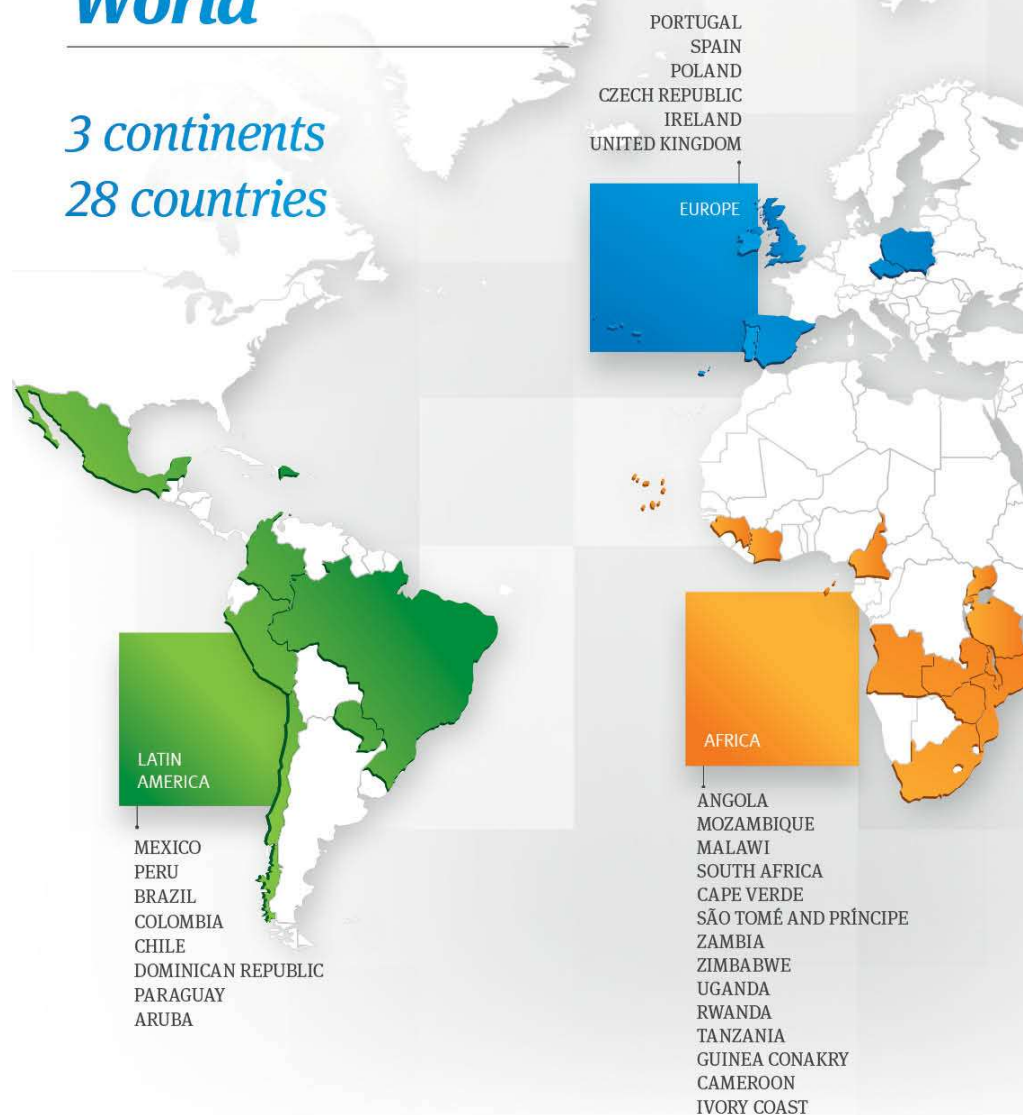 World
3 continents
28 countries
PORTUGAL
SPAIN
POLAND
CZECH REPUBLIC
IRELAND
UNITED KINGDOM
EUROPE
LATIN
AMERICA
MEXICO
PERU
BRAZIL
COLOMBIA
CHILE
DOMINICAN REPUBLIC
PARAGUAY
ARUBA
AFRICA
ANGOLA
MOZAMBIQUE
MALAWI
SOUTH AFRICA
CAPE VERDE
SÃO TOMÉ AND PRÍNCIPE
ZAMBIA
ZIMBABWE
UGANDA
RWANDA
TANZANIA
GUINEA CONAKRY
CAMEROON
IVORY COAST